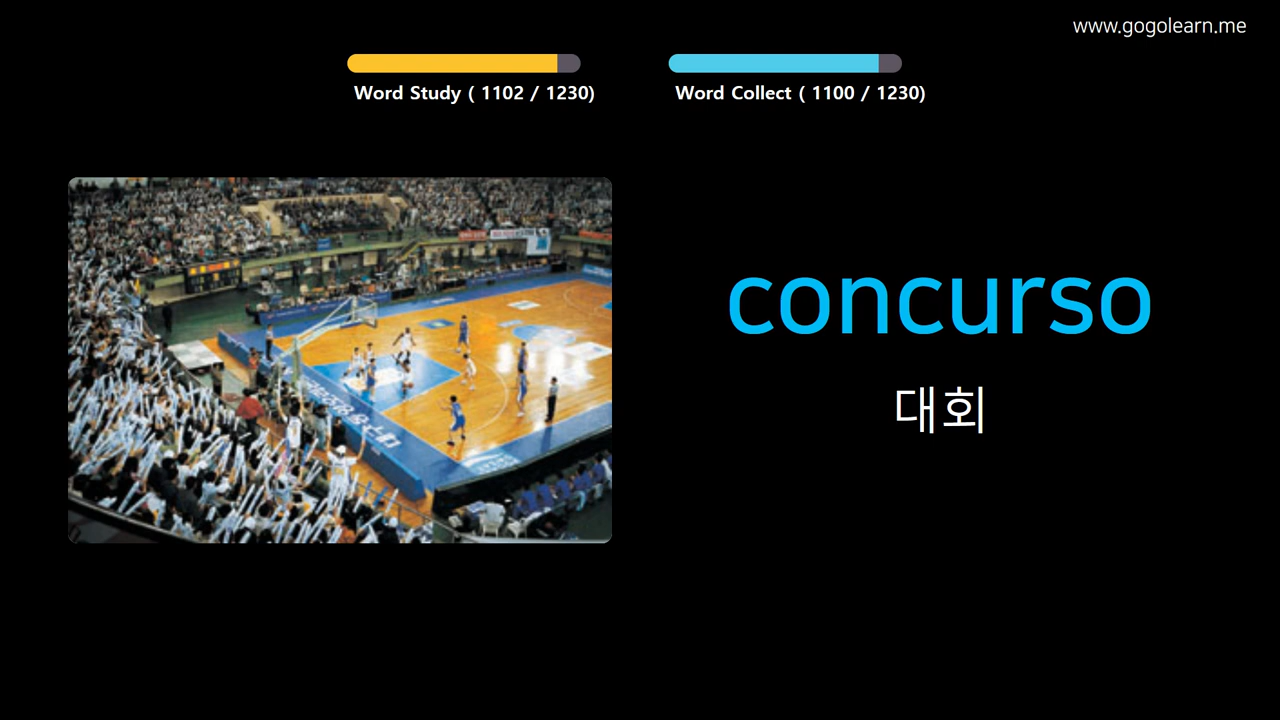 www.gogolearn.me
Word Study ( 1102 / 1230)
Word Collect ( 1100 / 1230)
concurso
대회